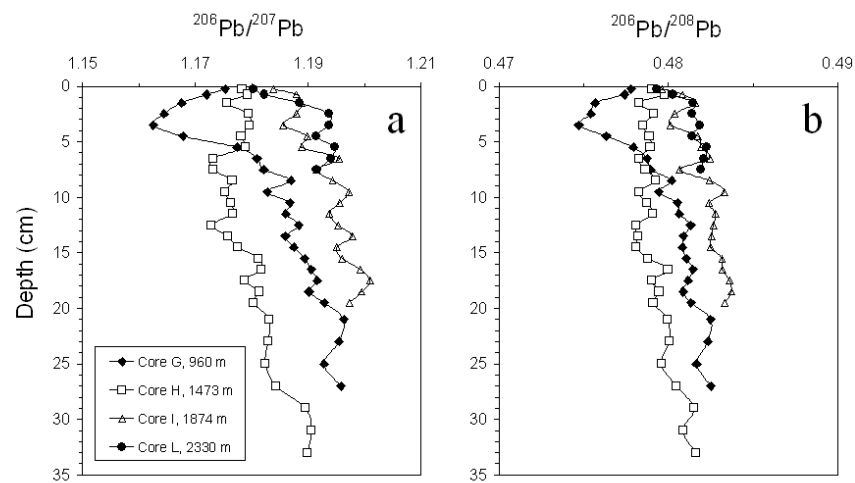 ²⁰⁶Pb/²⁰⁷Pb
1.15 1.17 1.19 1.21
0
5
10
15
20
25
30
35
Depth (cm)
a
Core G, 960 m
Core H, 1473 m
Core I, 1874 m
Core L, 2330 m
²⁰⁶Pb/²⁰⁸Pb
0.47 0.48 0.49
0
5
10
15
20
25
30
35
b